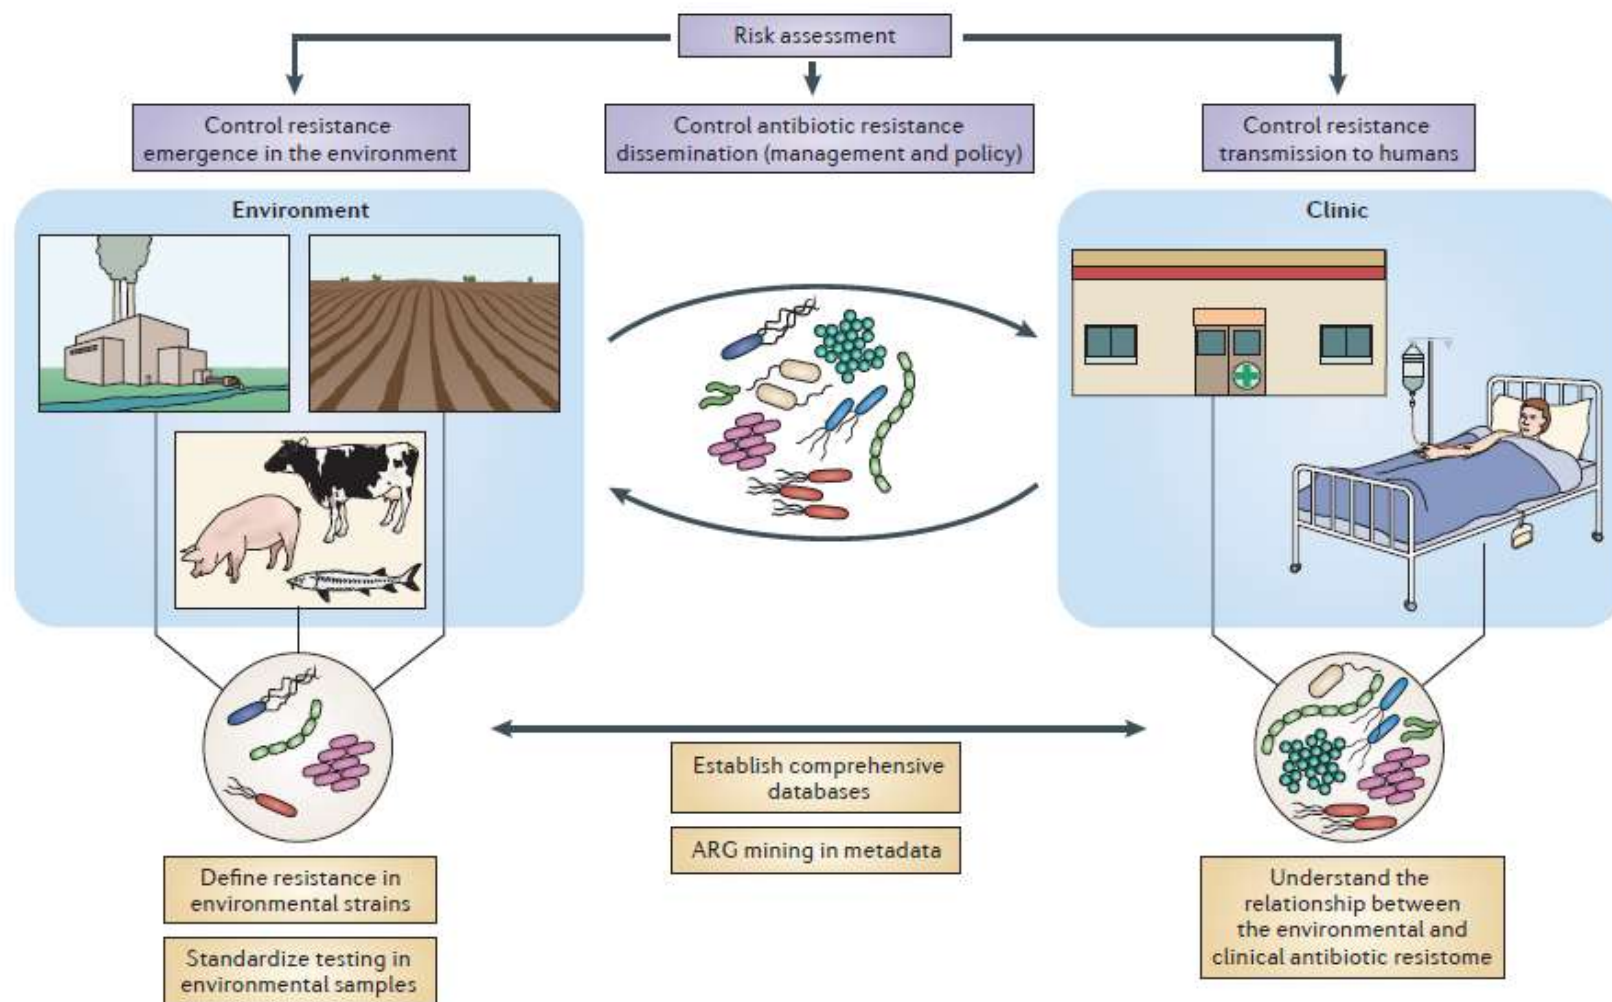 Risk assessment
Control resistance
emergence in the environment
Control antibiotic resistance
dissemination (management and policy)
Control resistance
transmission to humans
Environment
Clinic
Establish comprehensive
databases
ARG mining in metadata
Define resistance in
environmental strains
Standardize testing in
environmental samples
Understand the
relationship between
the environmental and
clinical antibiotic resistome